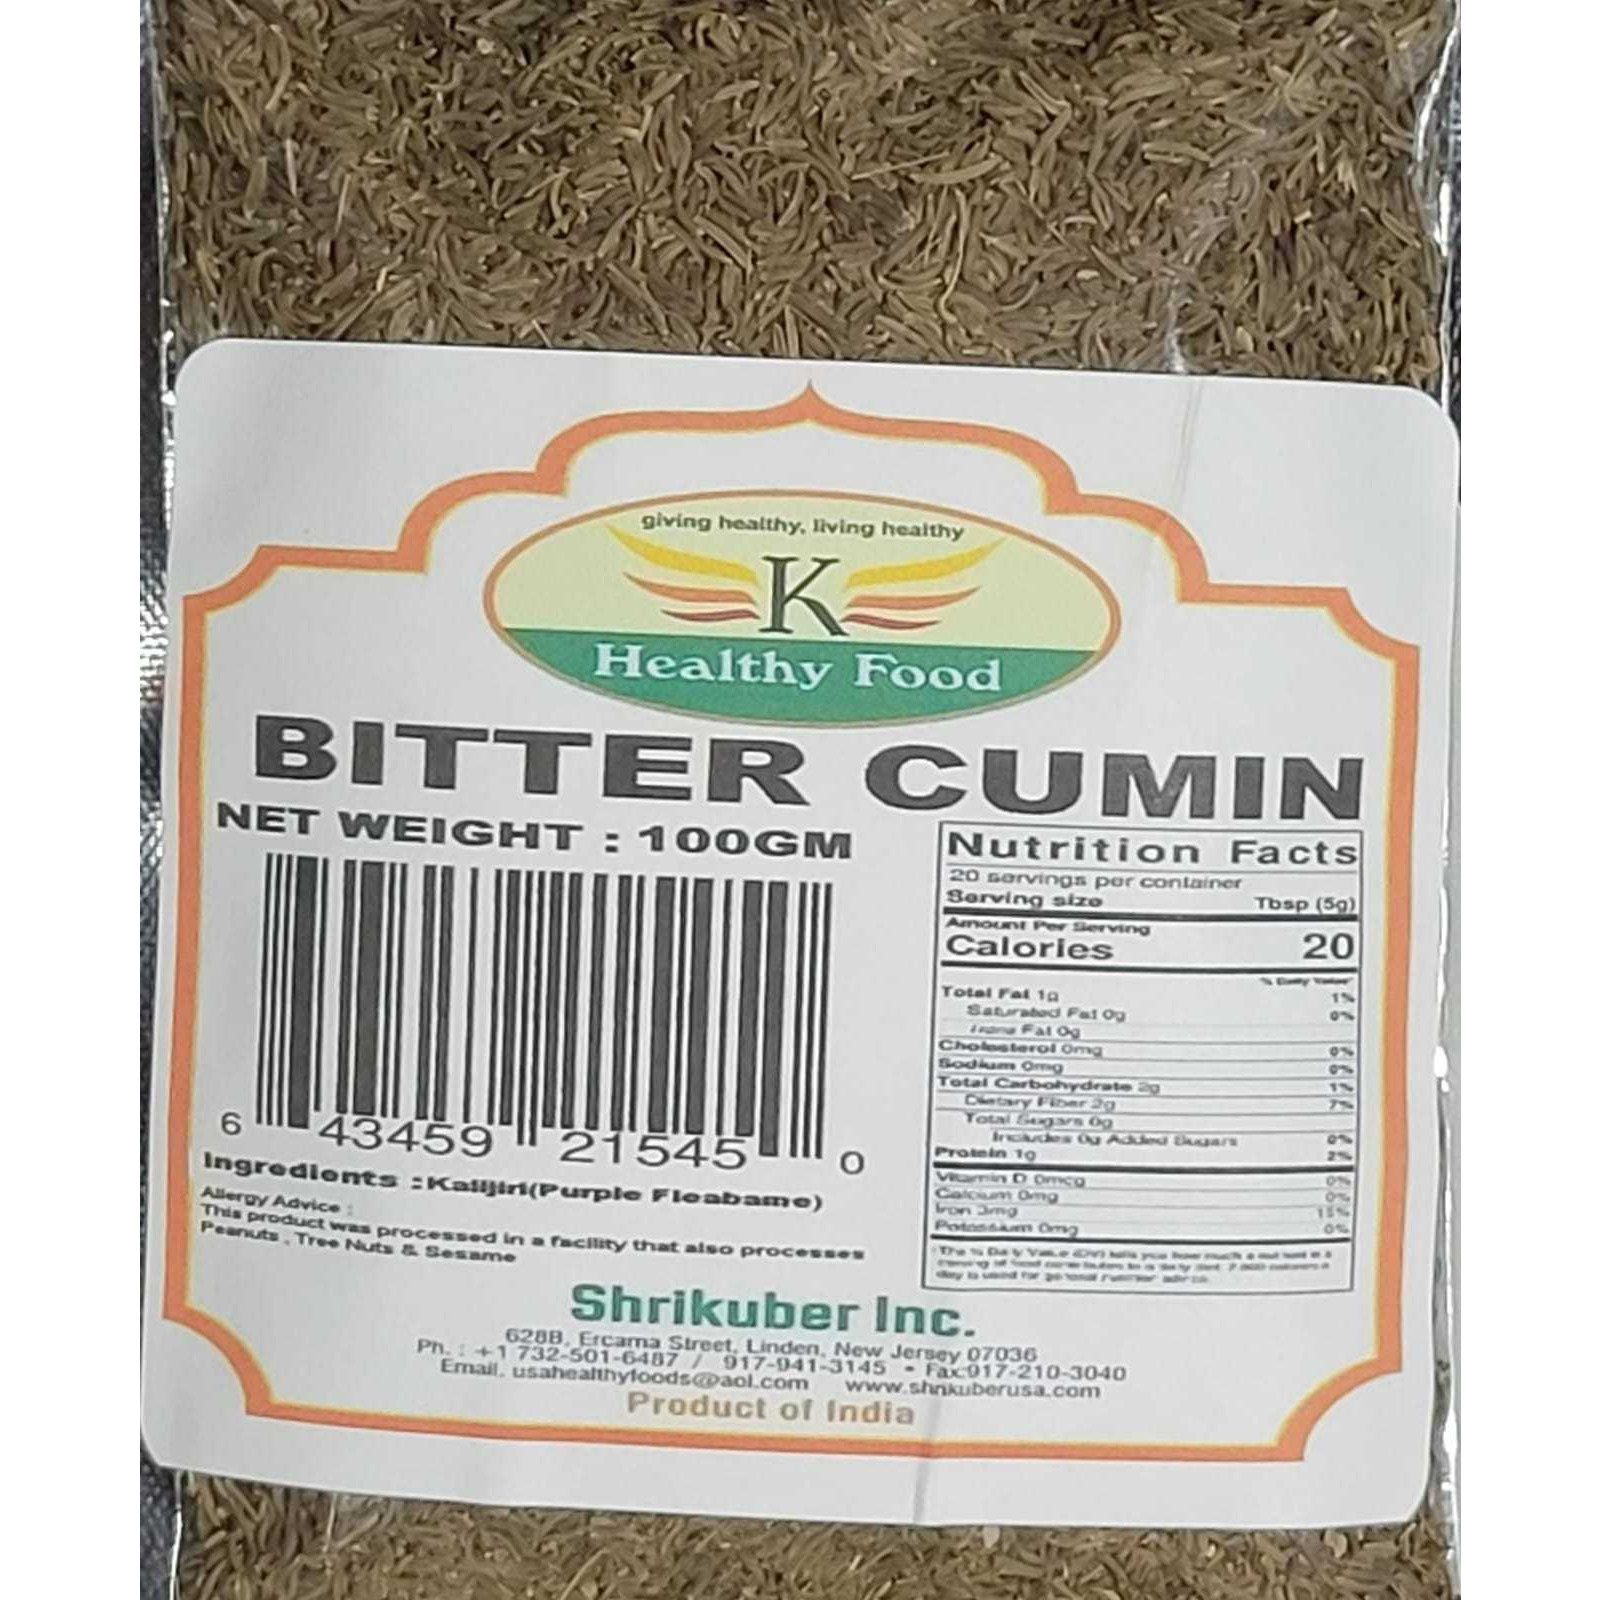 giving healthy, living healthy
K
Healthy Food
BITTER CUMIN
NET WEIGHT : 100GM
6 43459 21545 0
Ingredients : Kalijiri(Purple Fleabame)
Allergy Advice :
This product was processed in a facility that also processes
Peanuts , Tree Nuts & Sesame
Nutrition Facts
20 servings per container
Serving size Tbsp (5g)
Amount Per Serving
Calories 20
% Daily Value*
Total Fat 1g 1%
Saturated Fat 0g 0%
Trans Fat 0g
Cholesterol 0mg 0%
Sodium 0mg 0%
Total Carbohydrate 2g 1%
Dietary Fiber 2g 7%
Total Sugars 0g
Includes 0g Added Sugars 0%
Protein 1g 2%
Vitamin D 0mcg 0%
Calcium 0mg 0%
Iron 3mg 15%
Potassium 0mg 0%
Shrikuber Inc.
628B, Ercama Street, Linden, New Jersey 07036
Ph. : +1 732-501-6487 / 917-941-3145 • Fax:917-210-3040
Email. usahealthyfoods@aol.com www.shrikuberusa.com
Product of India